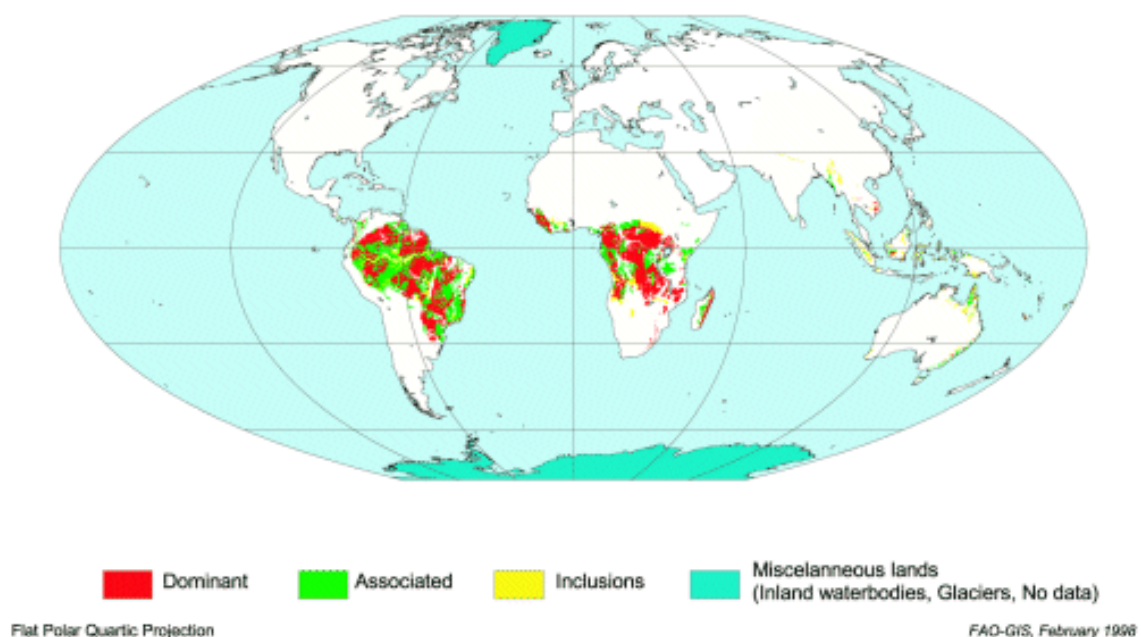 Dominant
Associated
Inclusions
Miscelanneous lands
(Inland waterbodies, Glaciers, No data)
Flat Polar Quartic Projection
FAO-GIS, February 1998